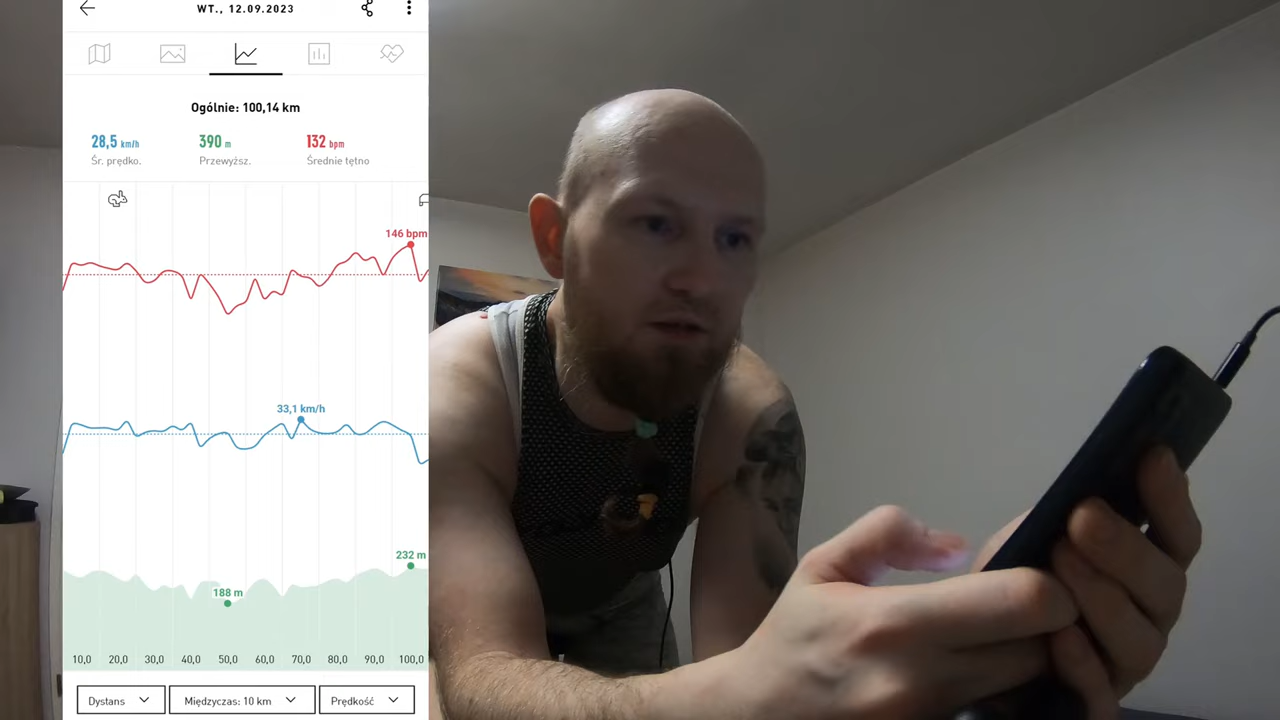 WT., 12.09.2023
Ogólnie: 100,14 km
28,5 km/h 390 m 132 bpm
Śr. prędko. Przewyższ. Średnie tętno
146 bpm
33,1 km/h
232 m
188 m
10,0 20,0 30,0 40,0 50,0 60,0 70,0 80,0 90,0 100,0
Dystans Międzyczas: 10 km Prędkość